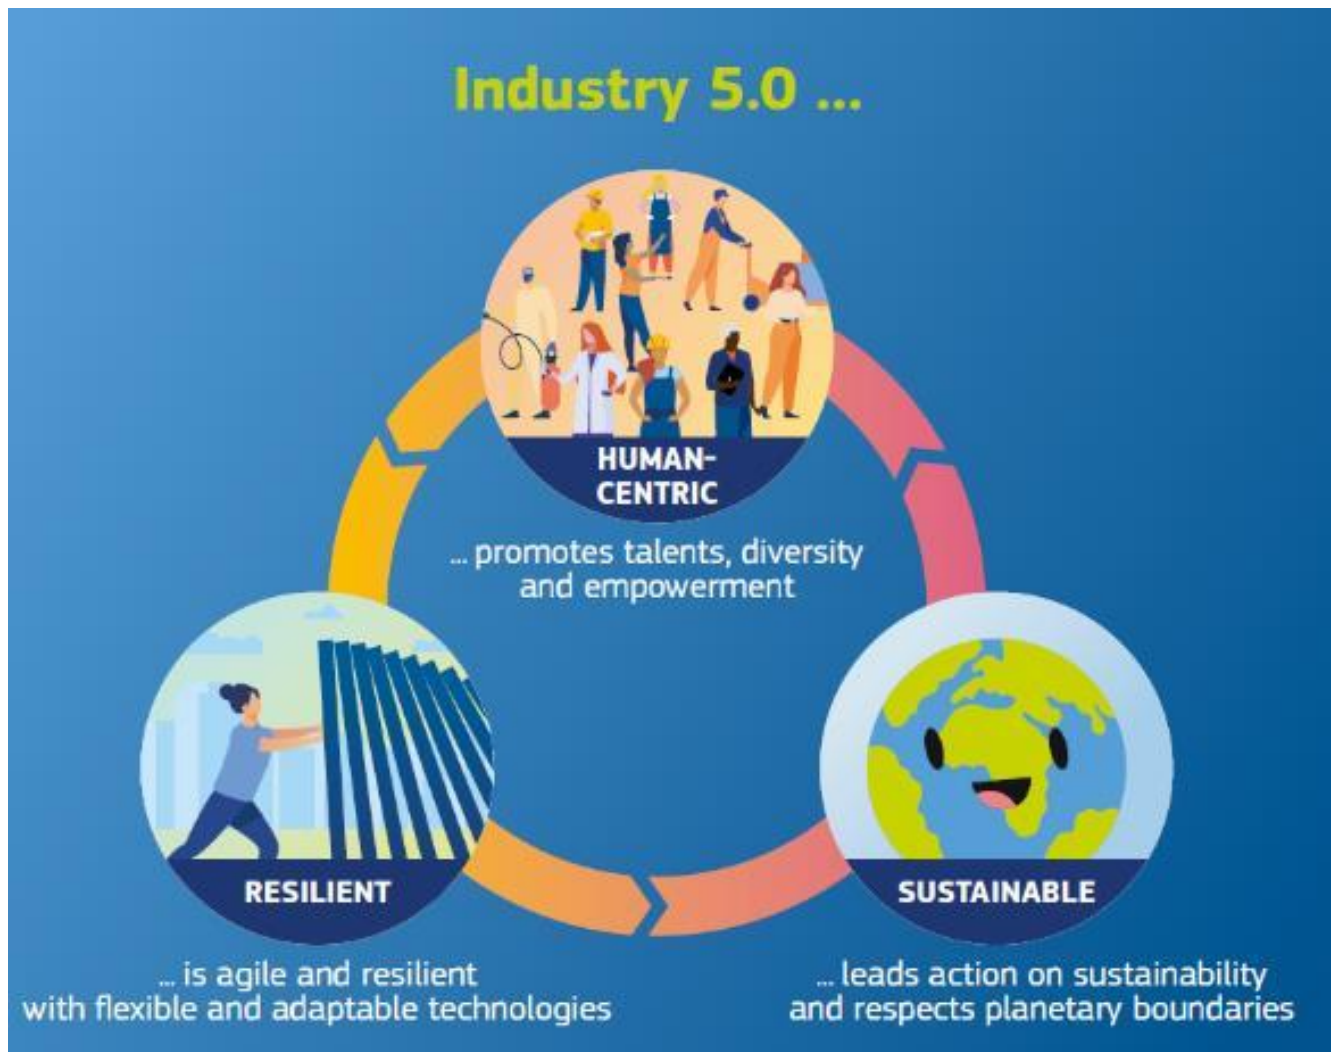 Industry 5.0 ...
HUMAN-
CENTRIC
... promotes talents, diversity
and empowerment
RESILIENT
SUSTAINABLE
... is agile and resilient
with flexible and adaptable technologies
... leads action on sustainability
and respects planetary boundaries